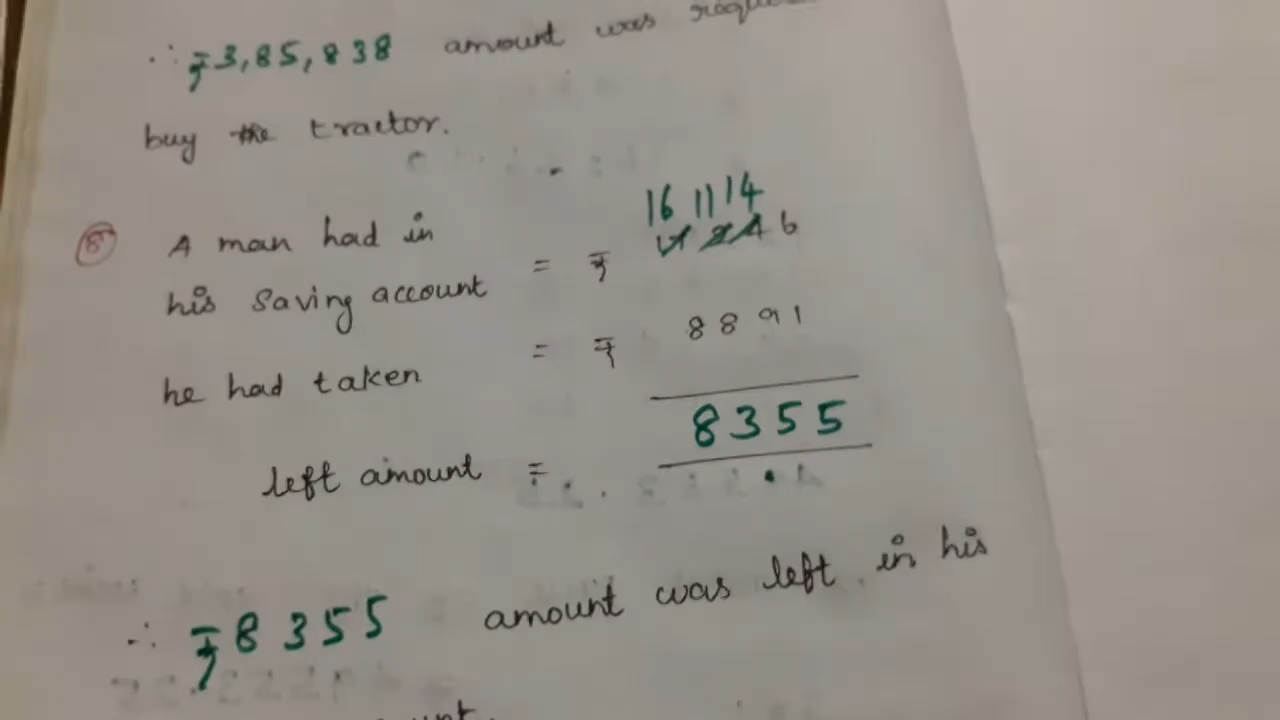 ∴ ₹3,85,838 amount was
buy the tractor.
16 11 14
8 A man had in 17246
his saving account = ₹
he had taken = ₹ 8891
left amount = 8355
∴ ₹8355 amount was left in his